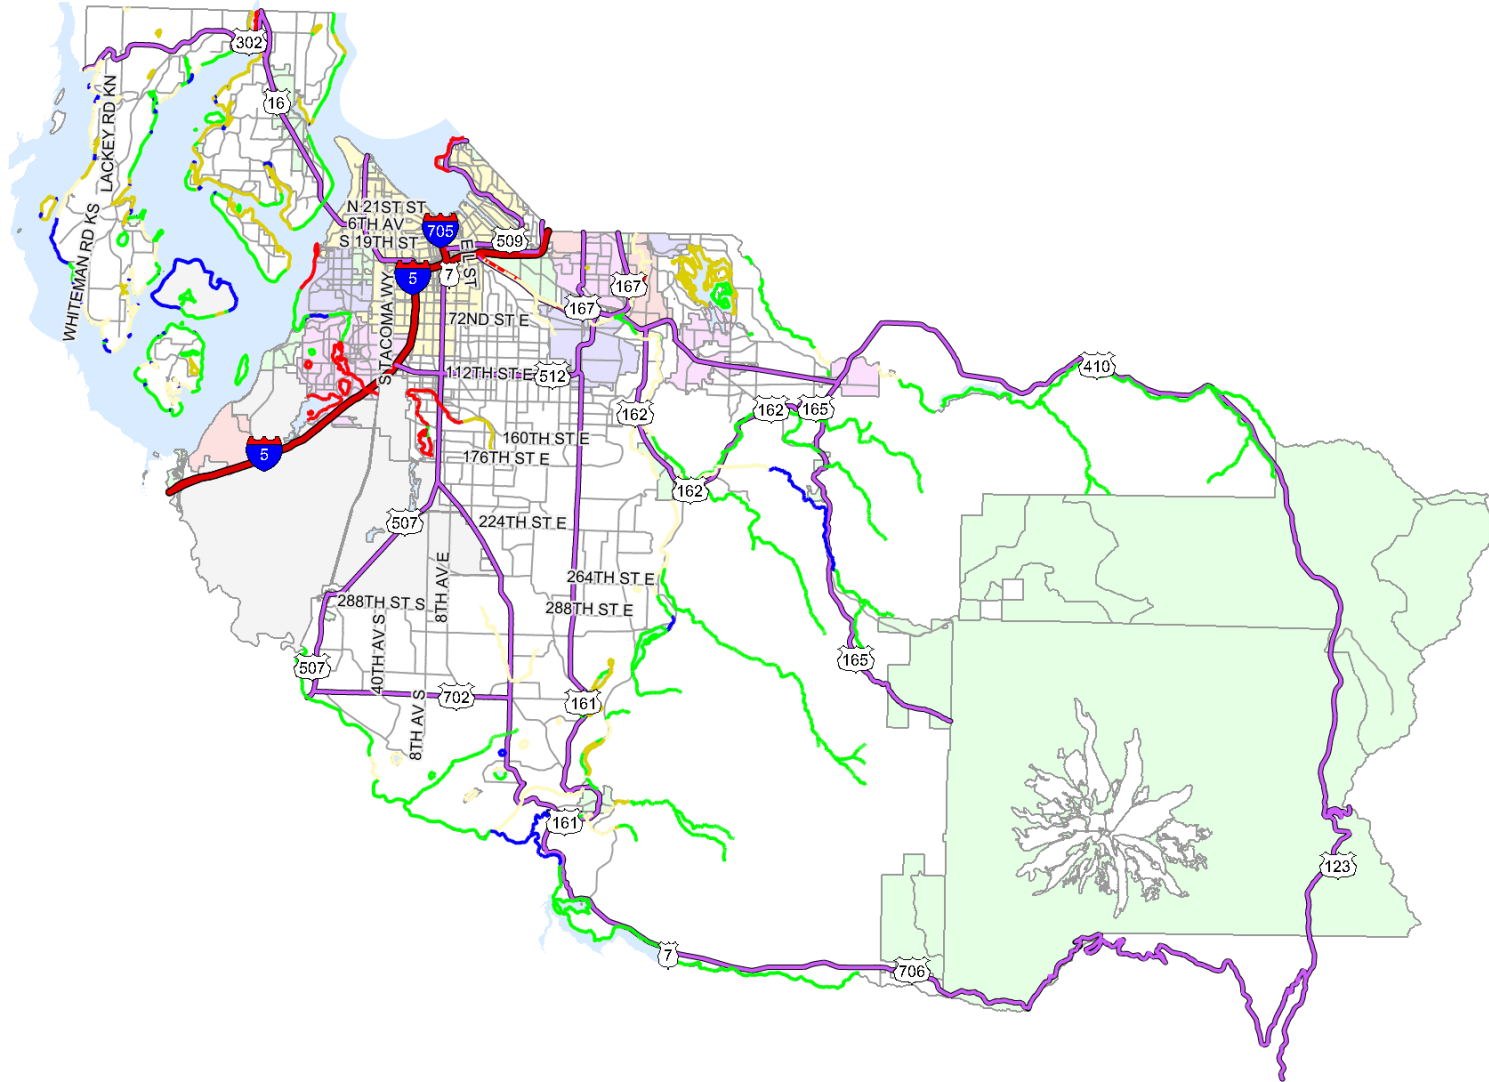 302
LACKEY RD KN
16
WHITEMAN RD KS
N 21ST ST
6TH AV
S 19TH ST
705
509
E L ST
5
7
167
167
S TACOMA WY
72ND ST E
112TH ST E
512
410
162
162
165
5
160TH ST E
176TH ST E
162
507
224TH ST E
8TH AV E
264TH ST E
288TH ST S
288TH ST E
40TH AV S
507
165
702
161
8TH AV S
161
123
7
706